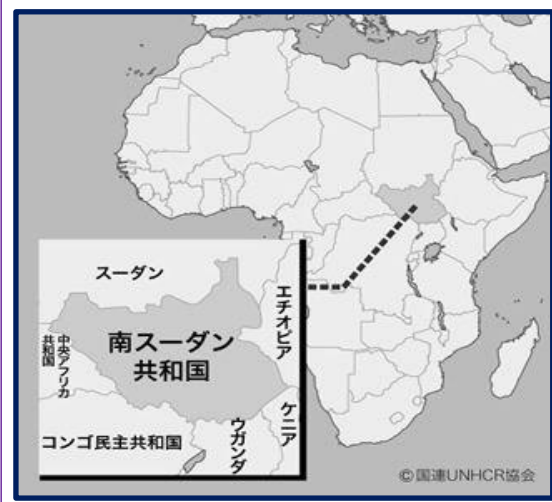 スーダン
エチオピア
南スーダン
共和国
中央アフリカ
共和国
ケニア
ウガンダ
コンゴ民主共和国
©国連UNHCR協会